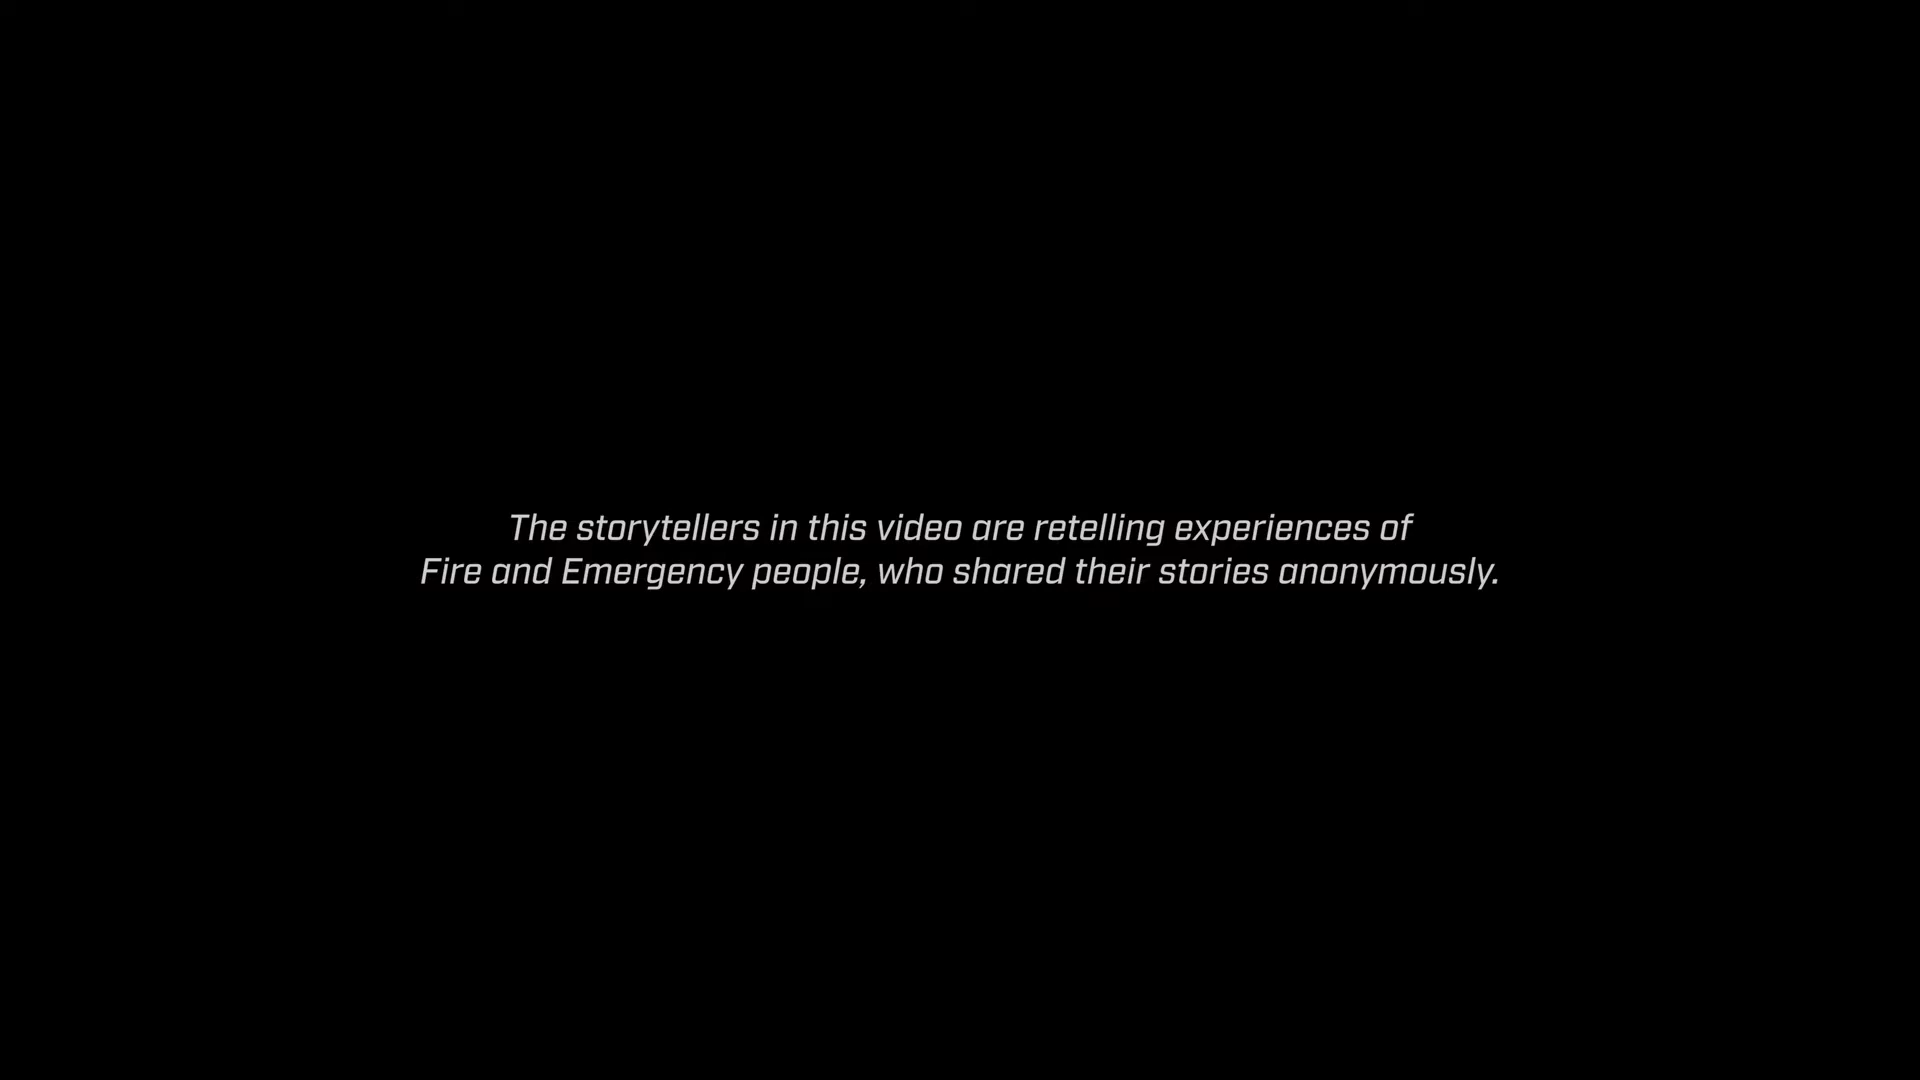 The storytellers in this video are retelling experiences of
Fire and Emergency people, who shared their stories anonymously.